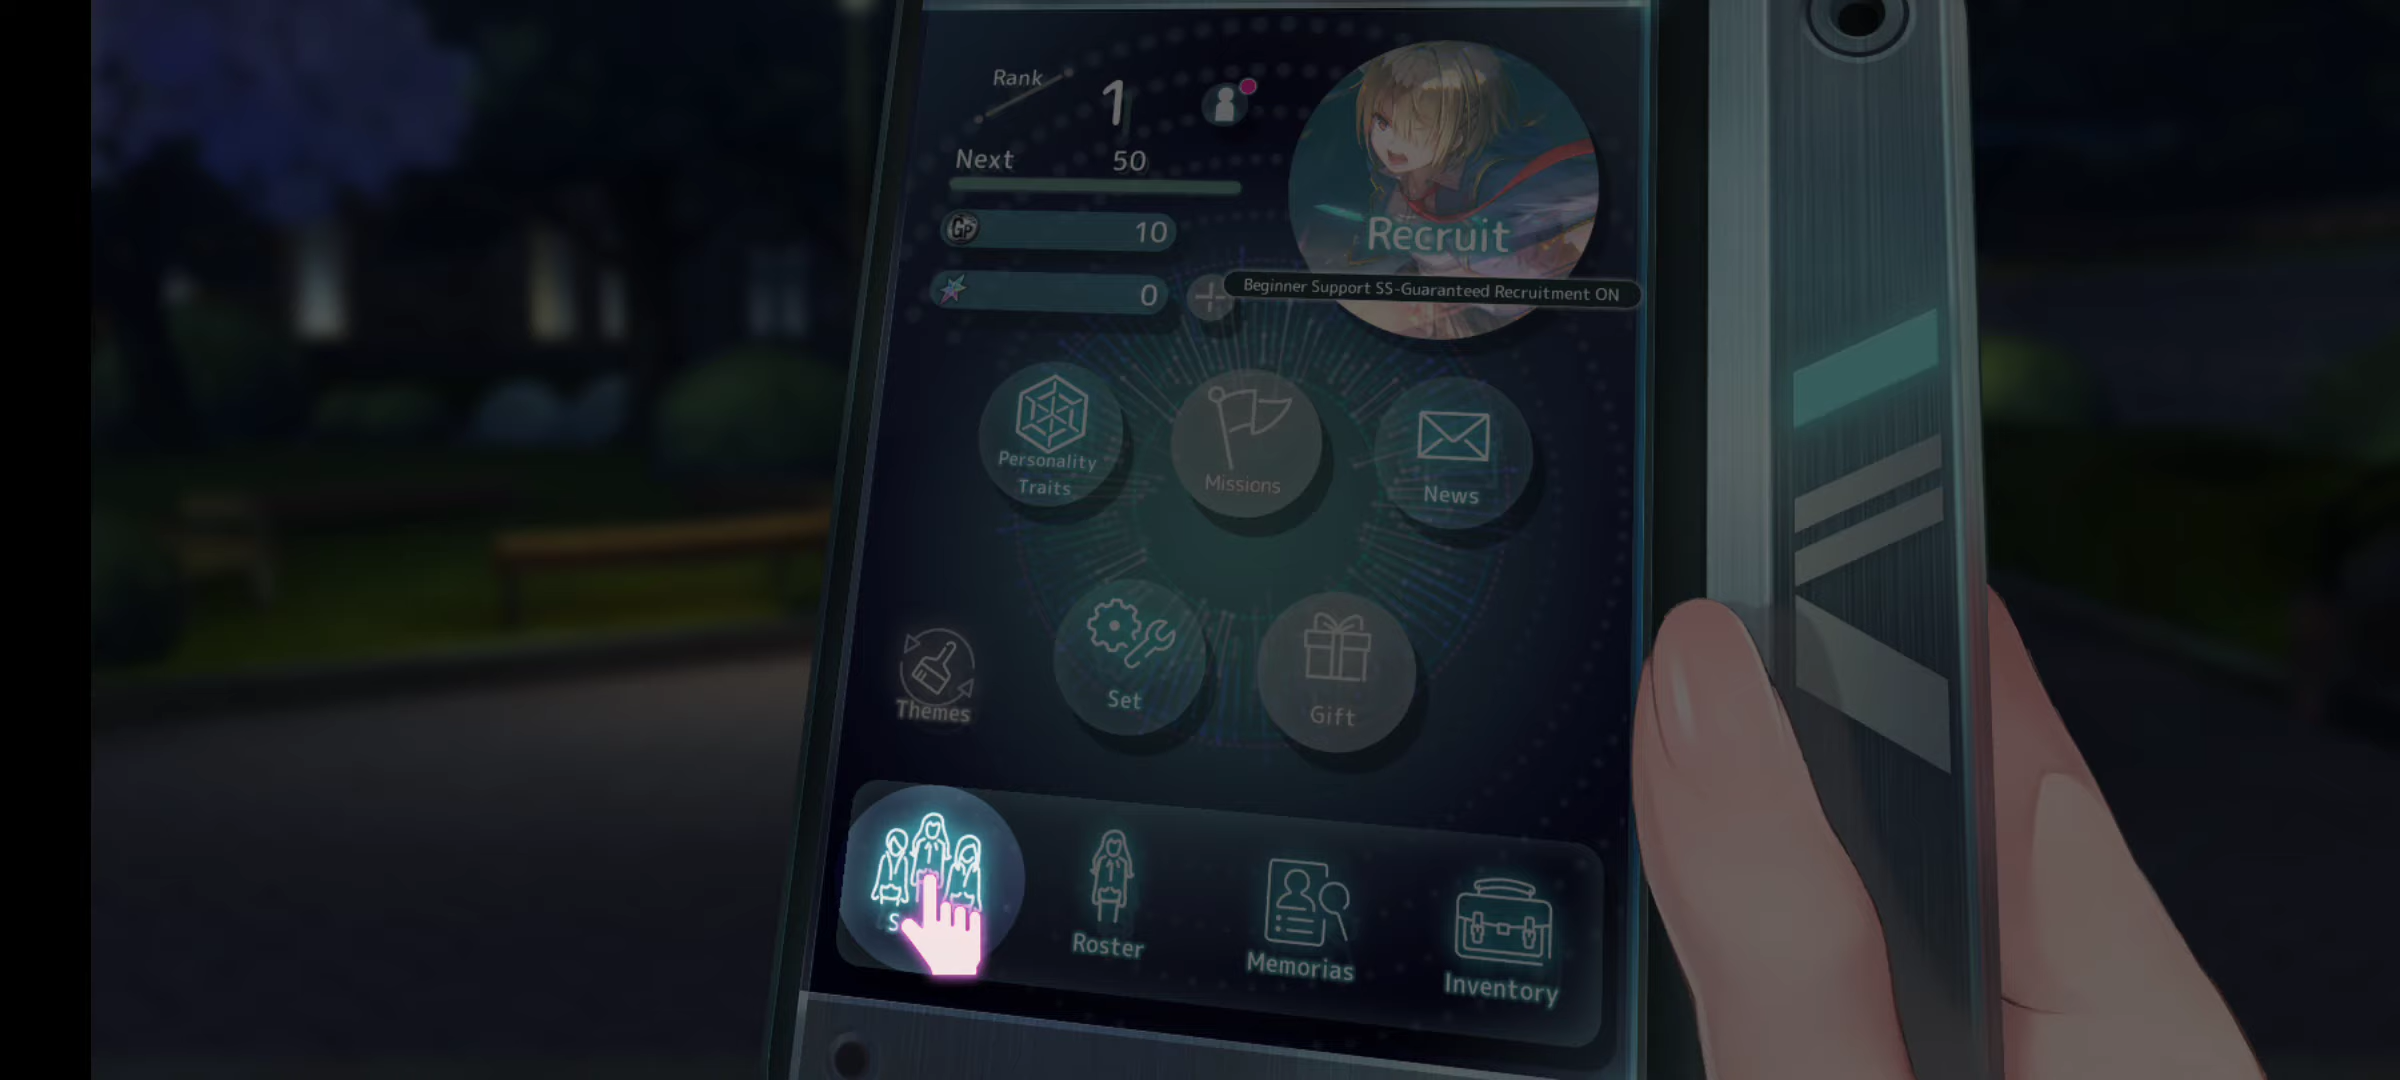 Rank
1
Next 50
GP 10
0
Recruit
Beginner Support SS-Guaranteed Recruitment ON
Personality
Traits
Missions
News
Themes
Set
Gift
Roster
Memorias
Inventory